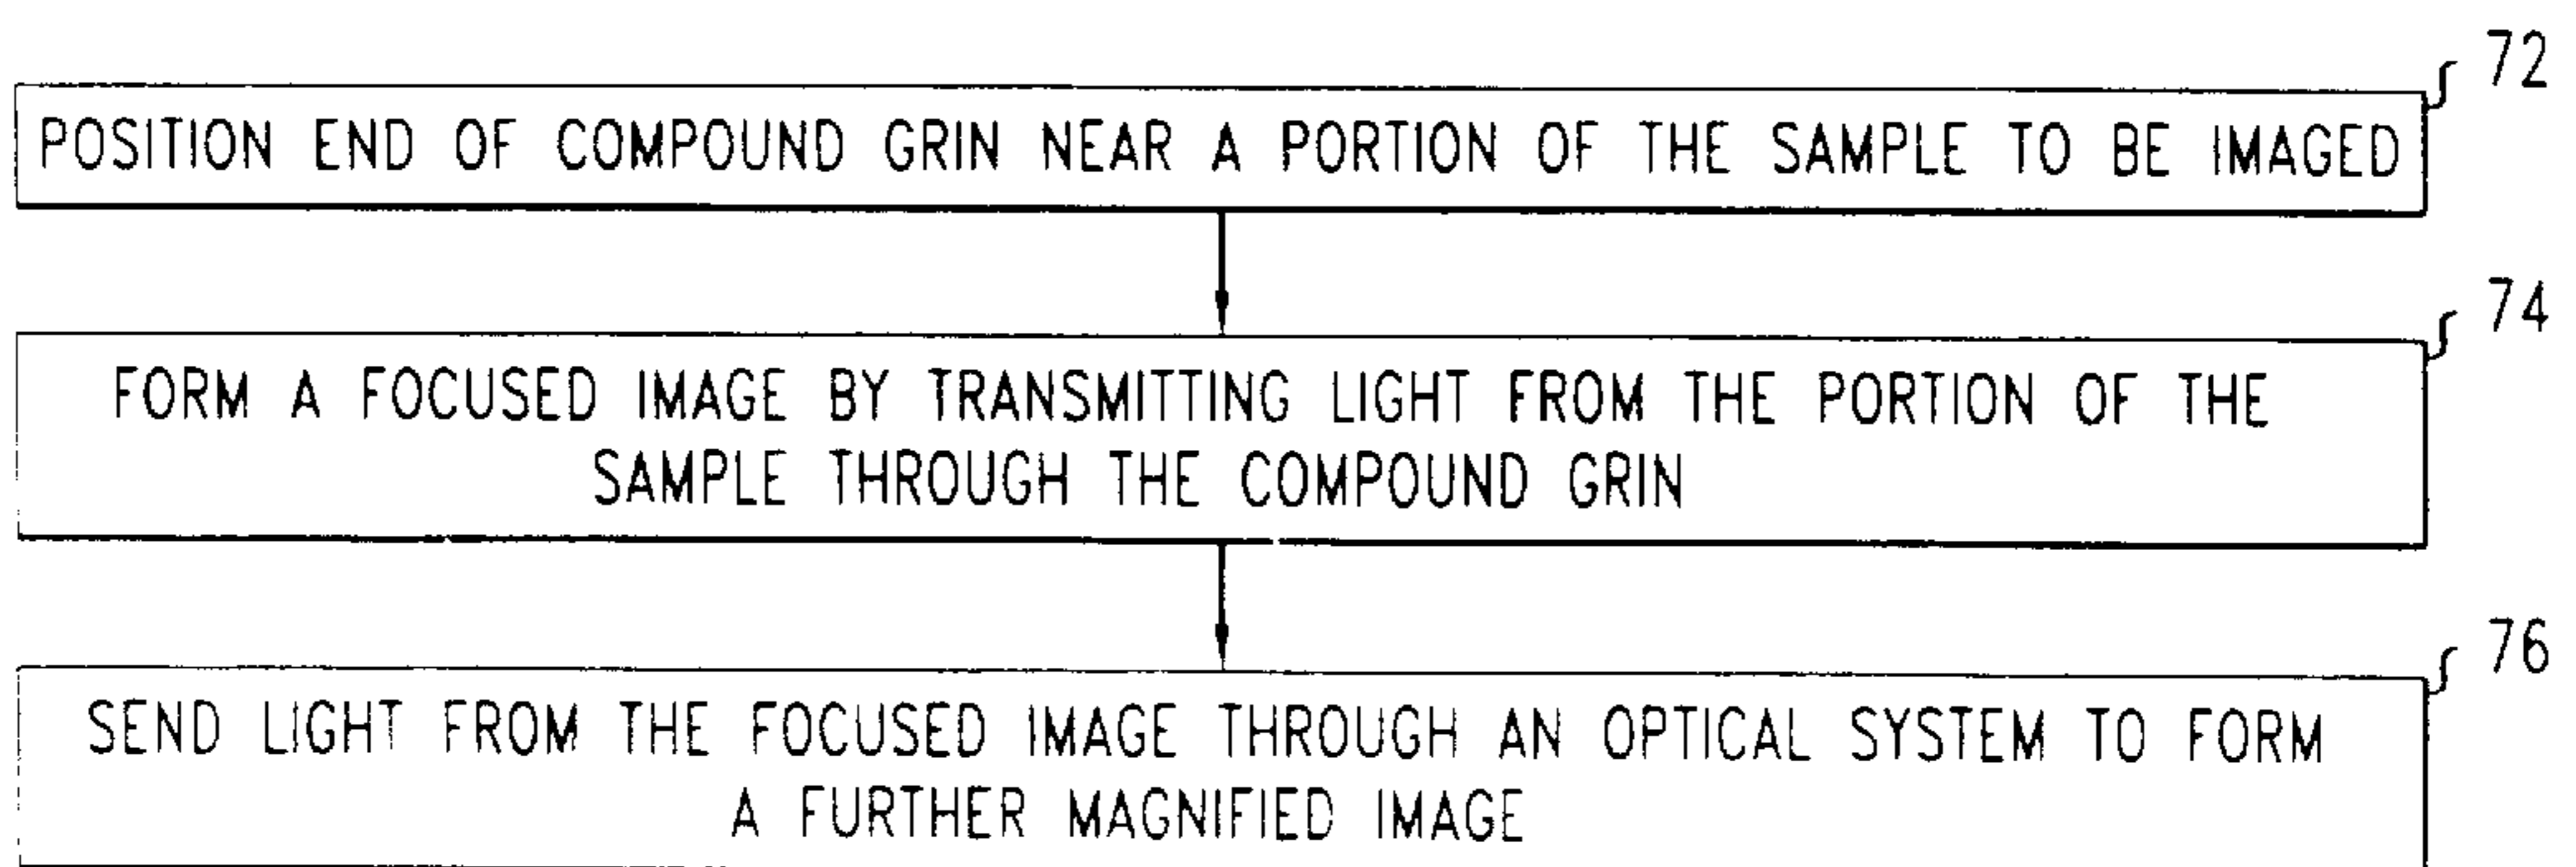 72
POSITION END OF COMPOUND GRIN NEAR A PORTION OF THE SAMPLE TO BE IMAGED
74
FORM A FOCUSED IMAGE BY TRANSMITTING LIGHT FROM THE PORTION OF THE
SAMPLE THROUGH THE COMPOUND GRIN
76
SEND LIGHT FROM THE FOCUSED IMAGE THROUGH AN OPTICAL SYSTEM TO FORM
A FURTHER MAGNIFIED IMAGE